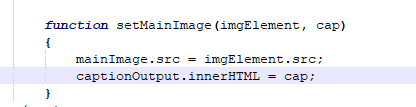 function setMainImage(imgElement, cap)
{
mainImage.src = imgElement.src;
captionOutput.innerHTML = cap;
}